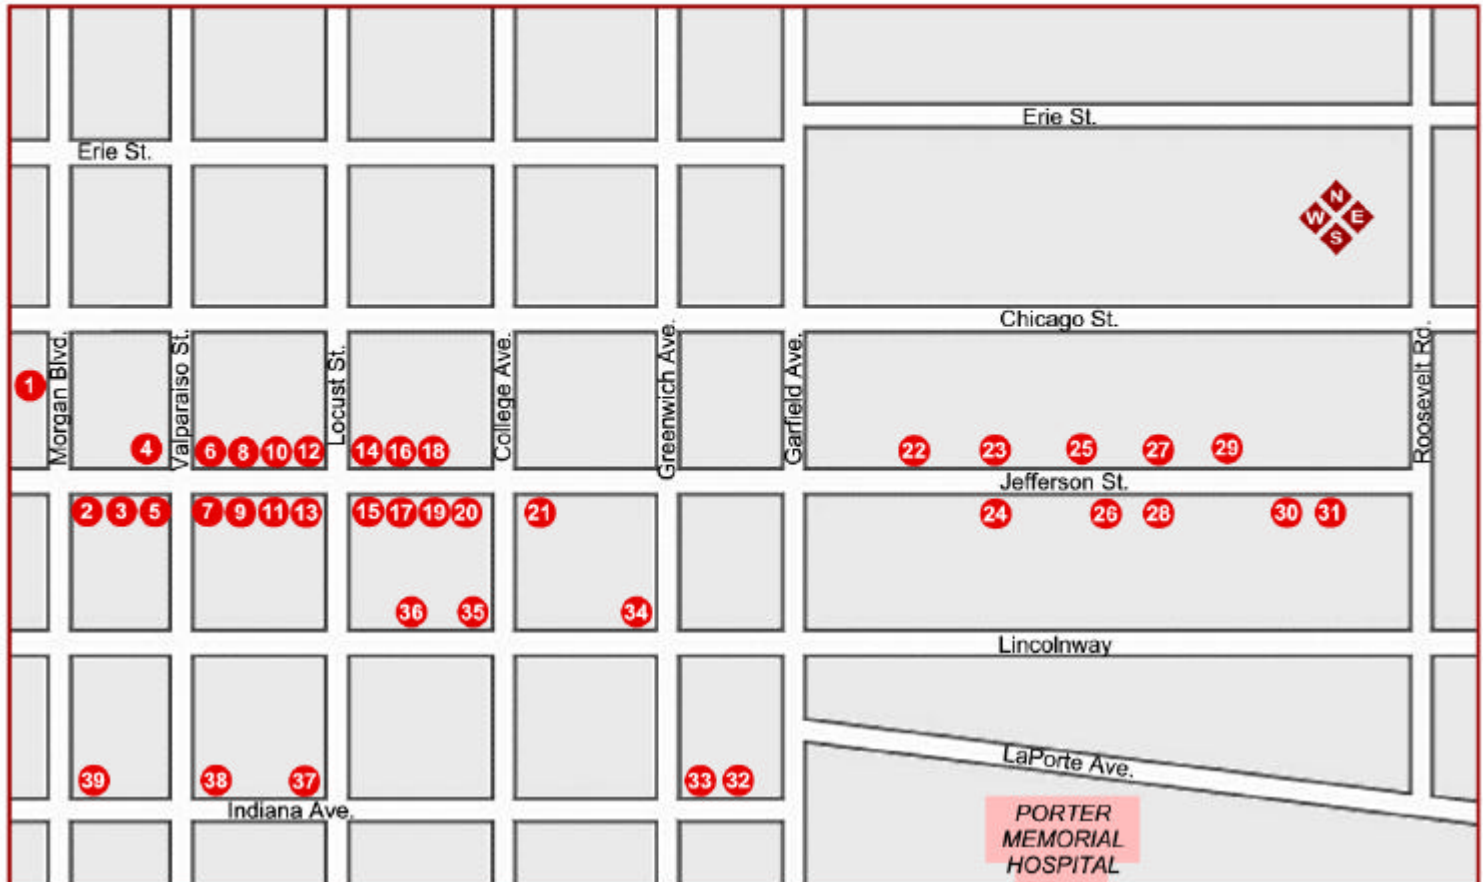 Erie St.
Erie St.
N
W E
S
Chicago St.
Morgan Blvd.
Valparaiso St.
Locust St.
College Ave.
Greenwich Ave.
Garfield Ave.
Roosevelt Rd.
1
4 6 8 10 12 14 16 18 22 23 25 27 29
Jefferson St.
2 3 5 7 9 11 13 15 17 19 20 21 24 26 28 30 31
36 35 34
Lincolnway
LaPorte Ave.
39 38 37 33 32
Indiana Ave.
PORTER
MEMORIAL
HOSPITAL